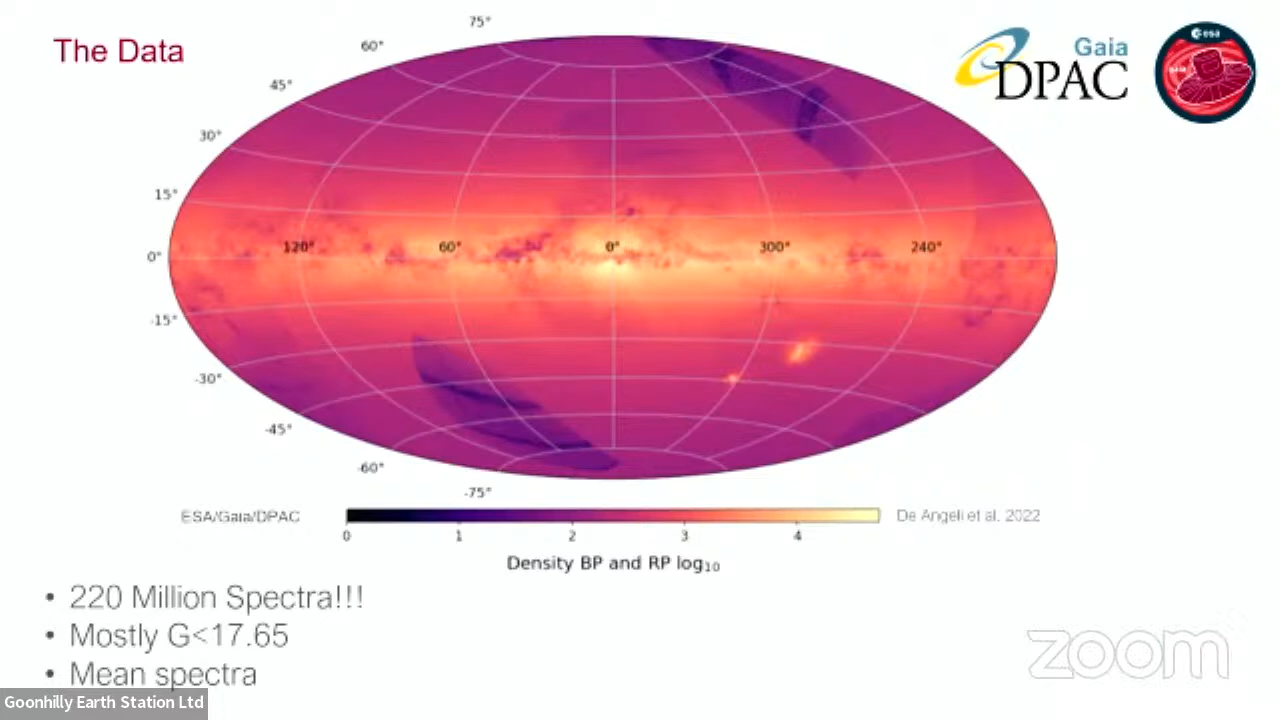 The Data
75°
60°
45°
30°
15°
0°
-15°
-30°
-45°
-60°
-75°
120°
60°
0°
300°
240°
Gaia
DPAC
esa
ESA/Gaia/DPAC
De Angeli et al. 2022
0
1
2
3
4
Density BP and RP log₁₀
• 220 Million Spectra!!!
• Mostly G<17.65
• Mean spectra
zoom
Goonhilly Earth Station Ltd